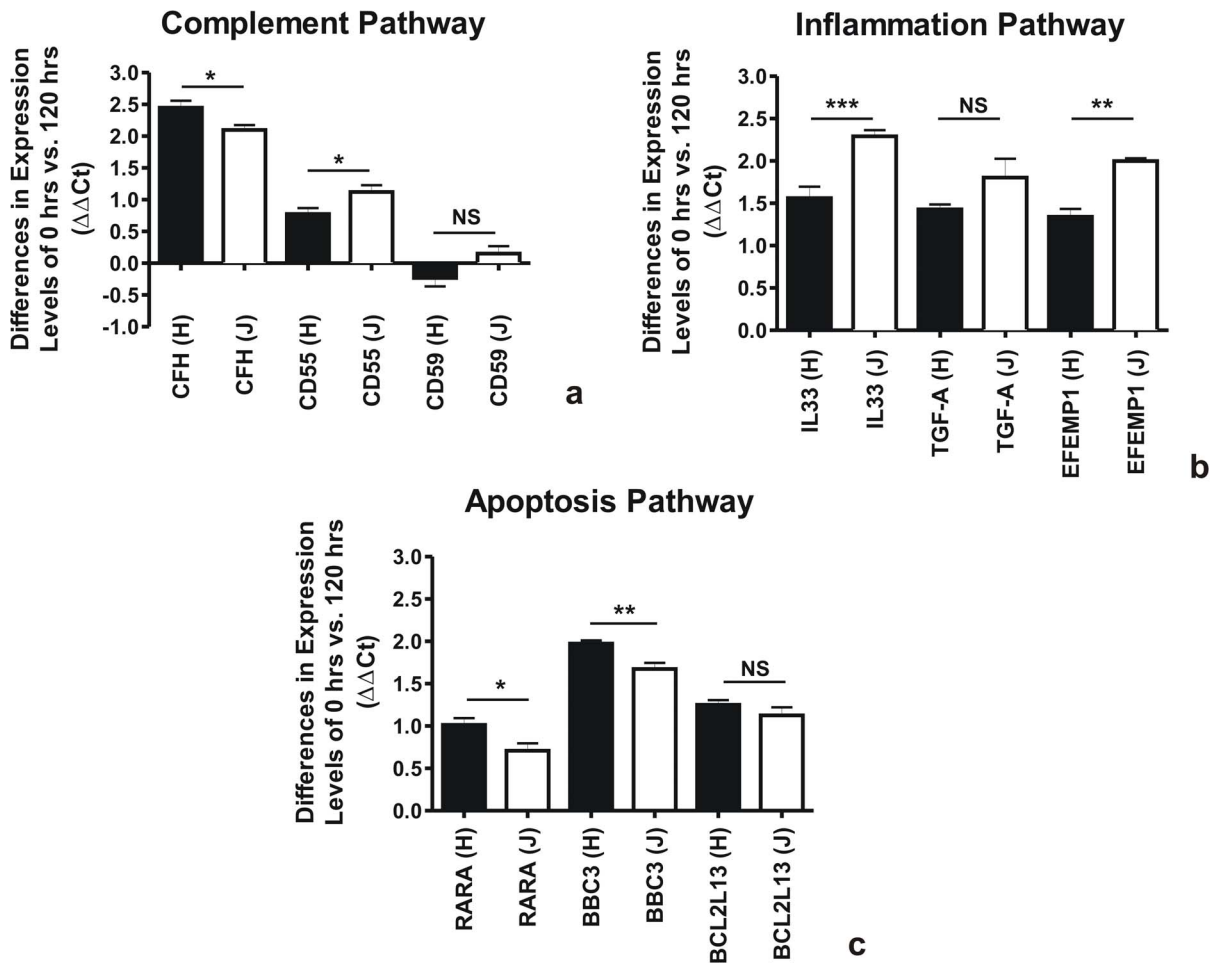 Complement Pathway
Differences in Expression
Levels of 0 hrs vs. 120 hrs
(ΔΔCt)
3.0
2.5
2.0
1.5
1.0
0.5
0.0
-0.5
-1.0
*
*
NS
CFH (H)
CFH (J)
CD55 (H)
CD55 (J)
CD59 (H)
CD59 (J)
a
Inflammation Pathway
Differences in Expression
Levels of 0 hrs vs. 120 hrs
(ΔΔCt)
3.0
2.5
2.0
1.5
1.0
0.5
0.0
***
NS
**
IL33 (H)
IL33 (J)
TGF-A (H)
TGF-A (J)
EFEMP1 (H)
EFEMP1 (J)
b
Apoptosis Pathway
Differences in Expression
Levels of 0 hrs vs. 120 hrs
(ΔΔCt)
3.0
2.5
2.0
1.5
1.0
0.5
0.0
*
**
NS
RARA (H)
RARA (J)
BBC3 (H)
BBC3 (J)
BCL2L13 (H)
BCL2L13 (J)
c